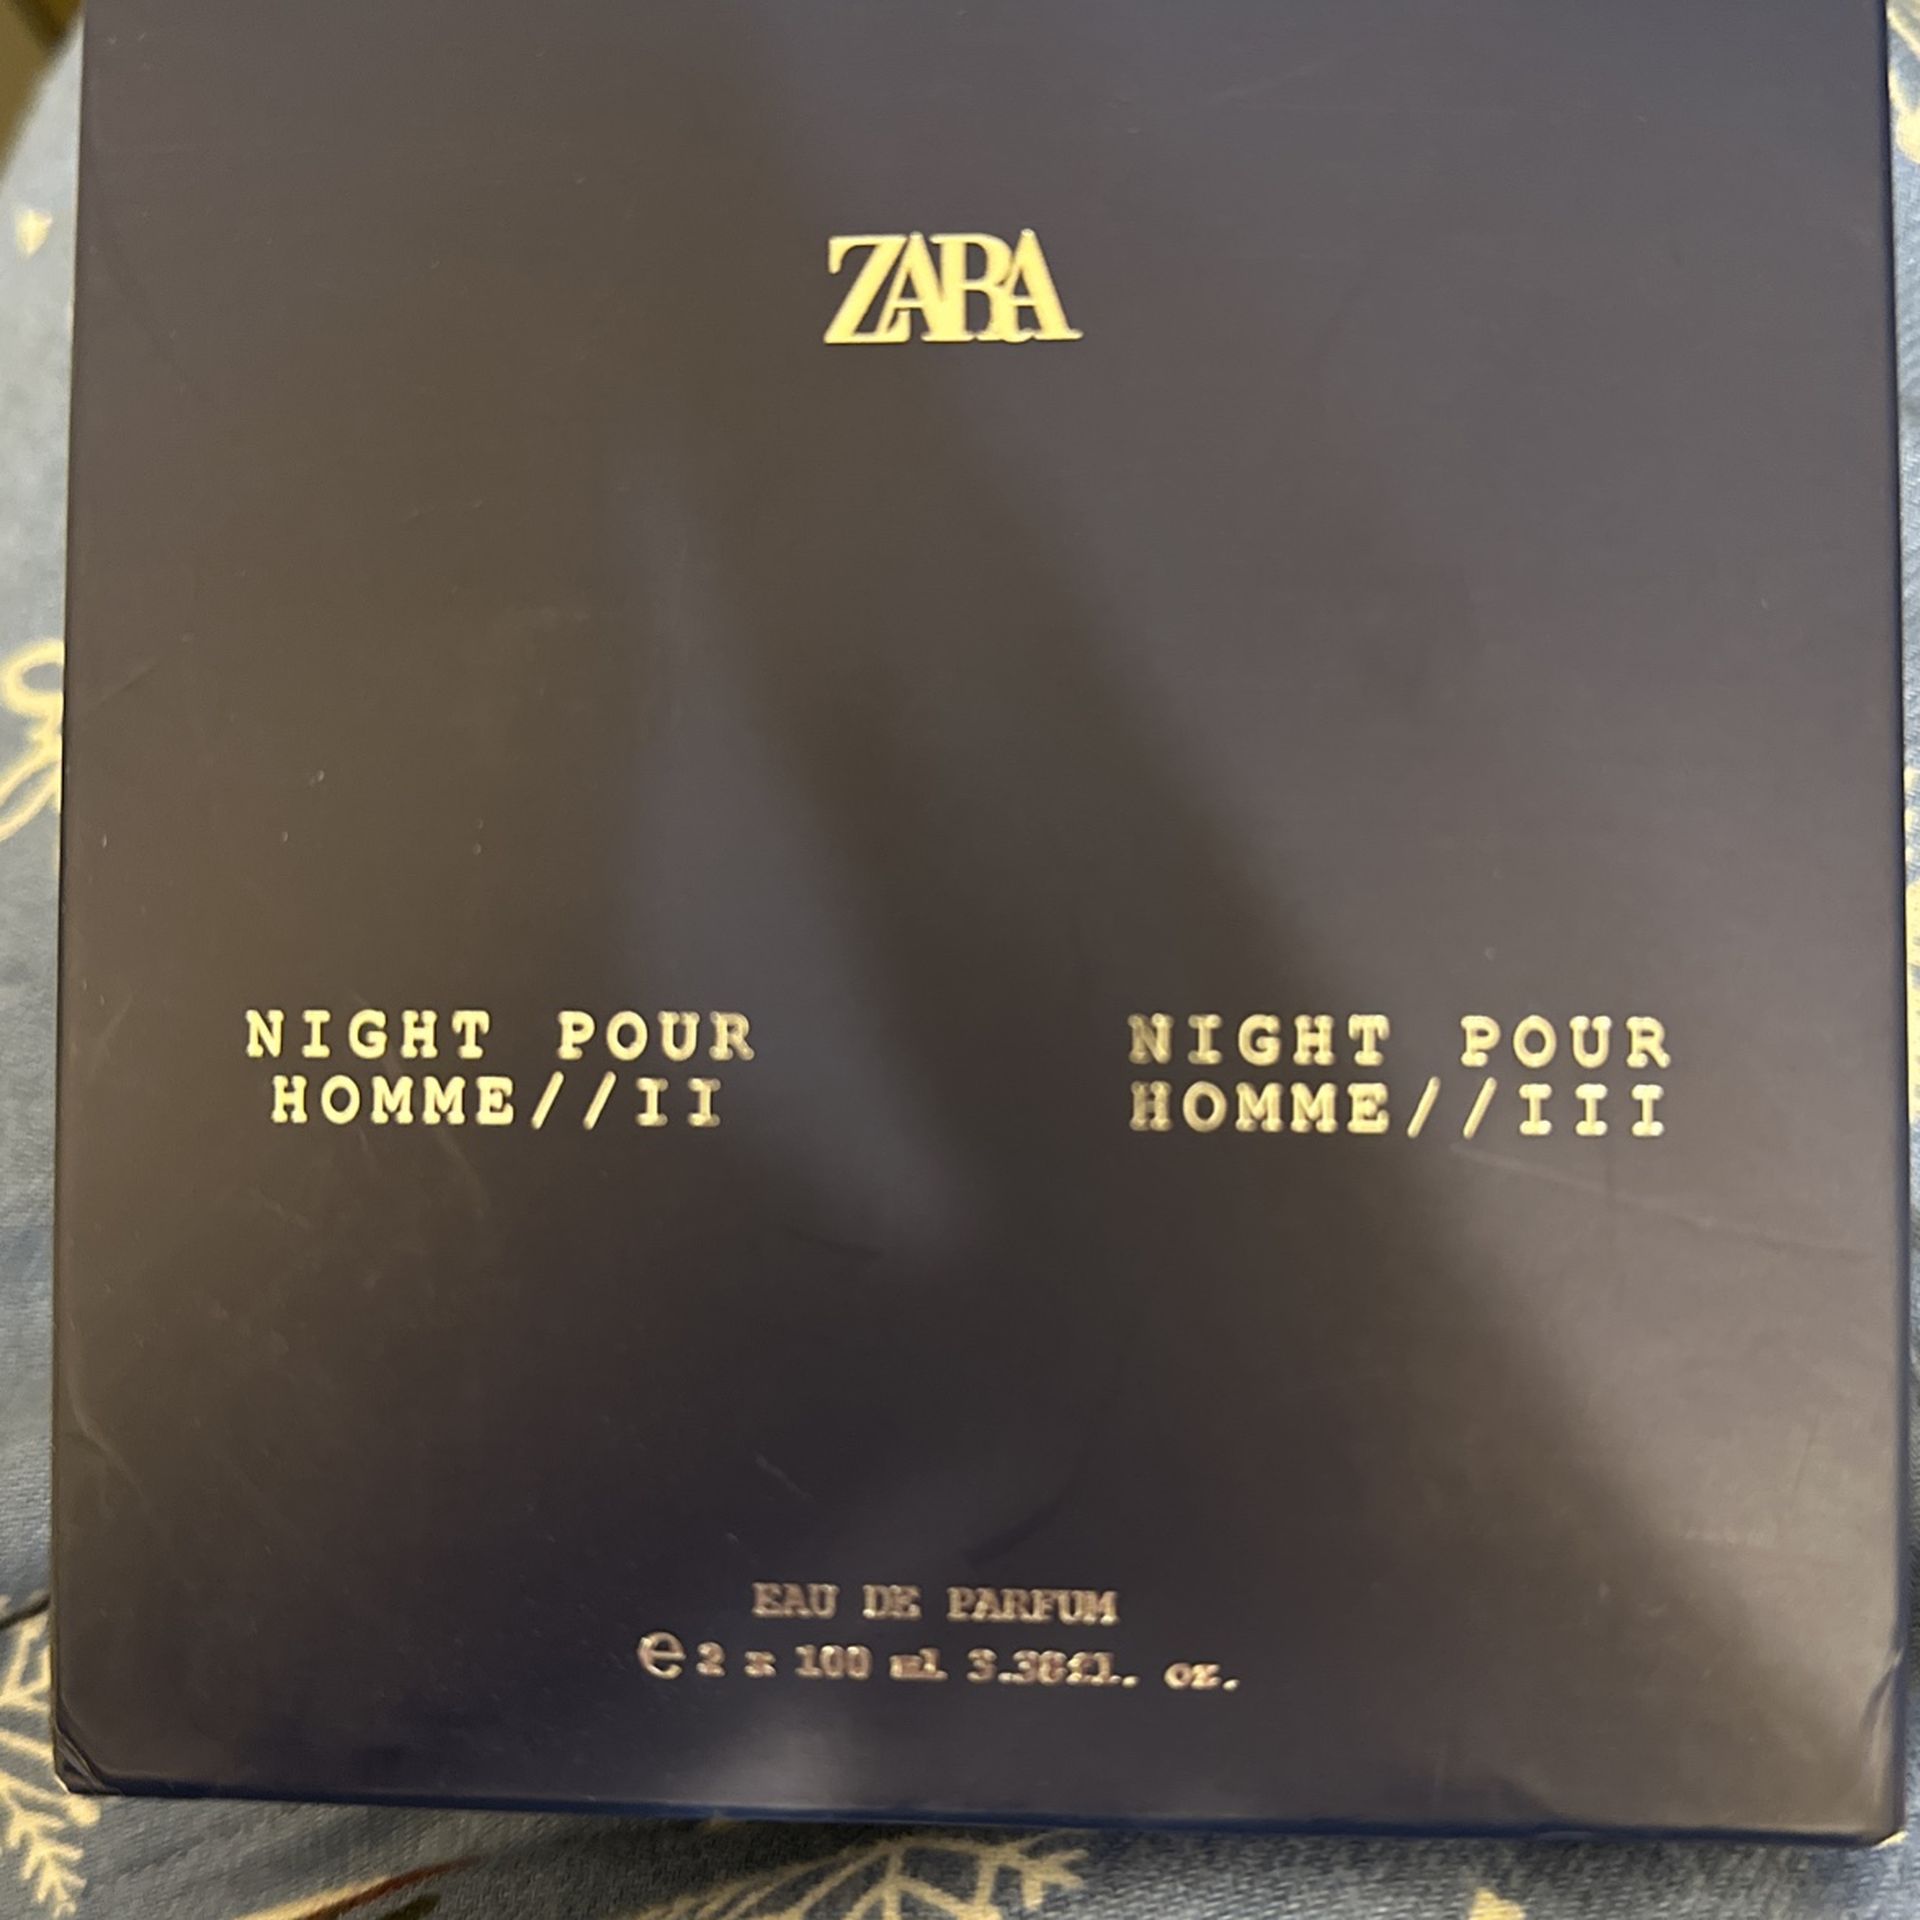 ZARA
NIGHT POUR
HOMME//II
NIGHT POUR
HOMME//III
EAU DE PARFUM
e 2 x 100 ml 3.38fl. oz.